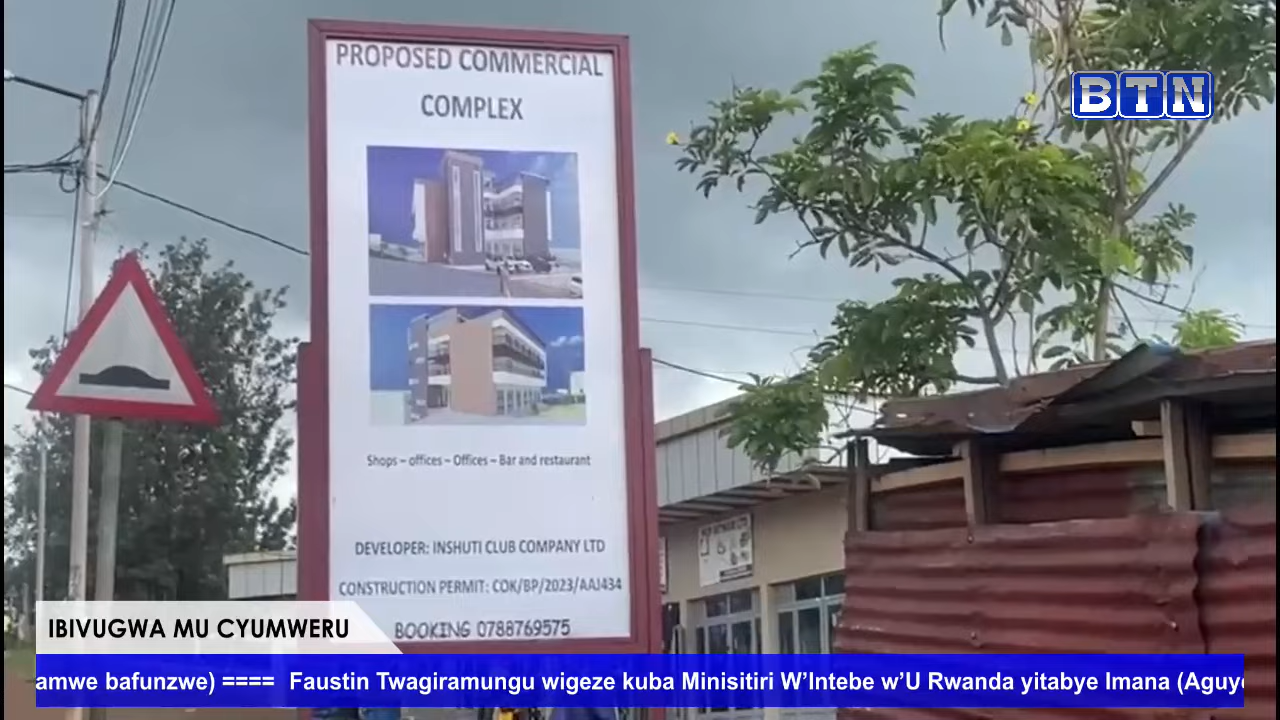 PROPOSED COMMERCIAL
COMPLEX
BTN
Shops – offices – Offices – Bar and restaurant
DEVELOPER: INSHUTI CLUB COMPANY LTD
CONSTRUCTION PERMIT: COK/BP/2023/AAJ434
BOOKING 0788769575
IBIVUGWA MU CYUMWERU
amwe bafunzwe) ==== Faustin Twagiramungu wigeze kuba Minisitiri W'Intebe w'U Rwanda yitabye Imana (Aguye